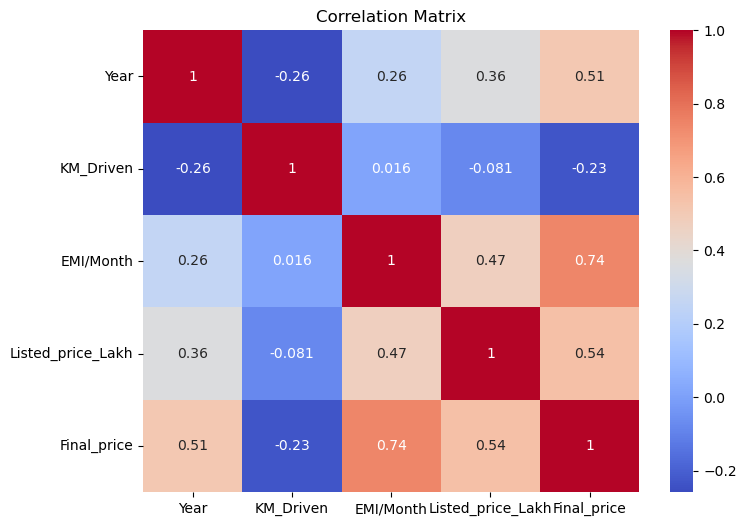 Correlation Matrix
Year 1 -0.26 0.26 0.36 0.51
KM_Driven -0.26 1 0.016 -0.081 -0.23
EMI/Month 0.26 0.016 1 0.47 0.74
Listed_price_Lakh 0.36 -0.081 0.47 1 0.54
Final_price 0.51 -0.23 0.74 0.54 1
Year KM_Driven EMI/Month Listed_price_Lakh Final_price
1.0
0.8
0.6
0.4
0.2
0.0
−0.2